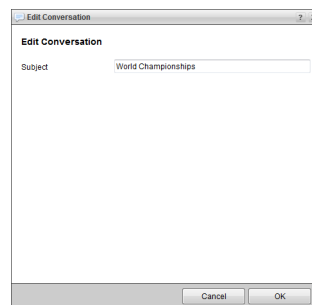 Edit Conversation ?
Edit Conversation
Subject World Championships
Cancel OK